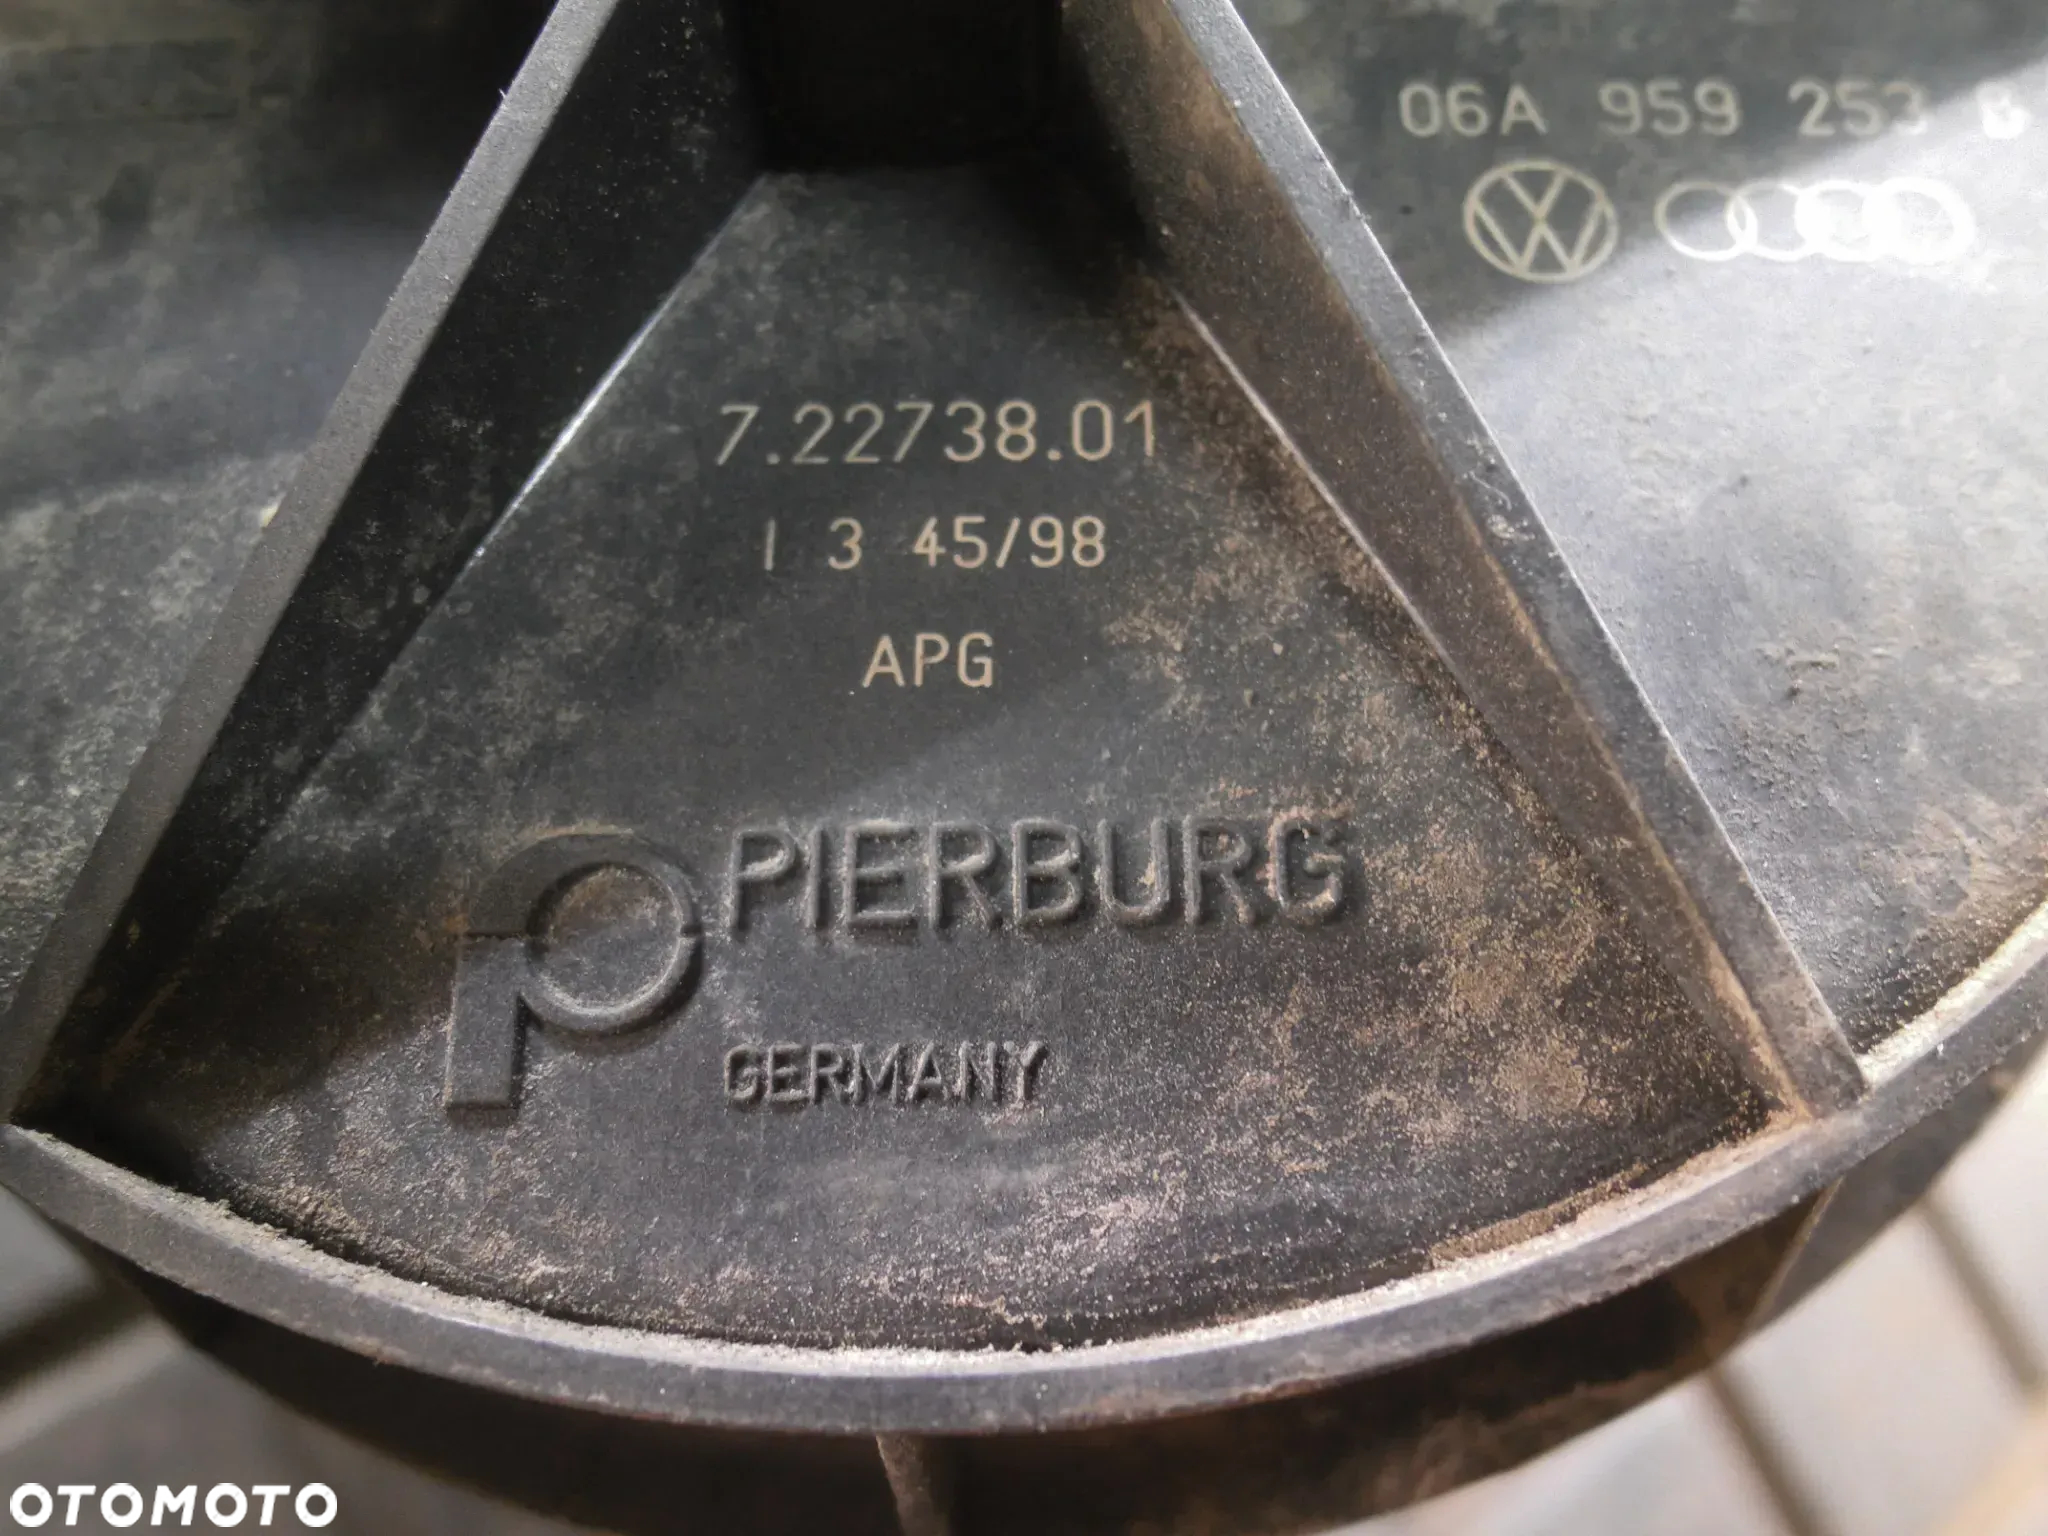 06A 959 253 B
7.22738.01
I 3 45/98
APG
PIERBURG
GERMANY
OTOMOTO